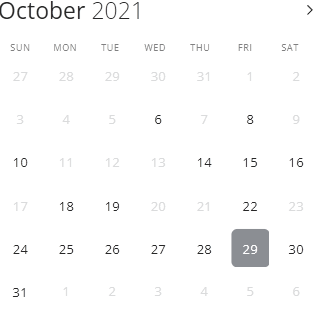 October 2021
SUN MON TUE WED THU FRI SAT
27 28 29 30 31 1 2
3 4 5 6 7 8 9
10 11 12 13 14 15 16
17 18 19 20 21 22 23
24 25 26 27 28 29 30
31 1 2 3 4 5 6